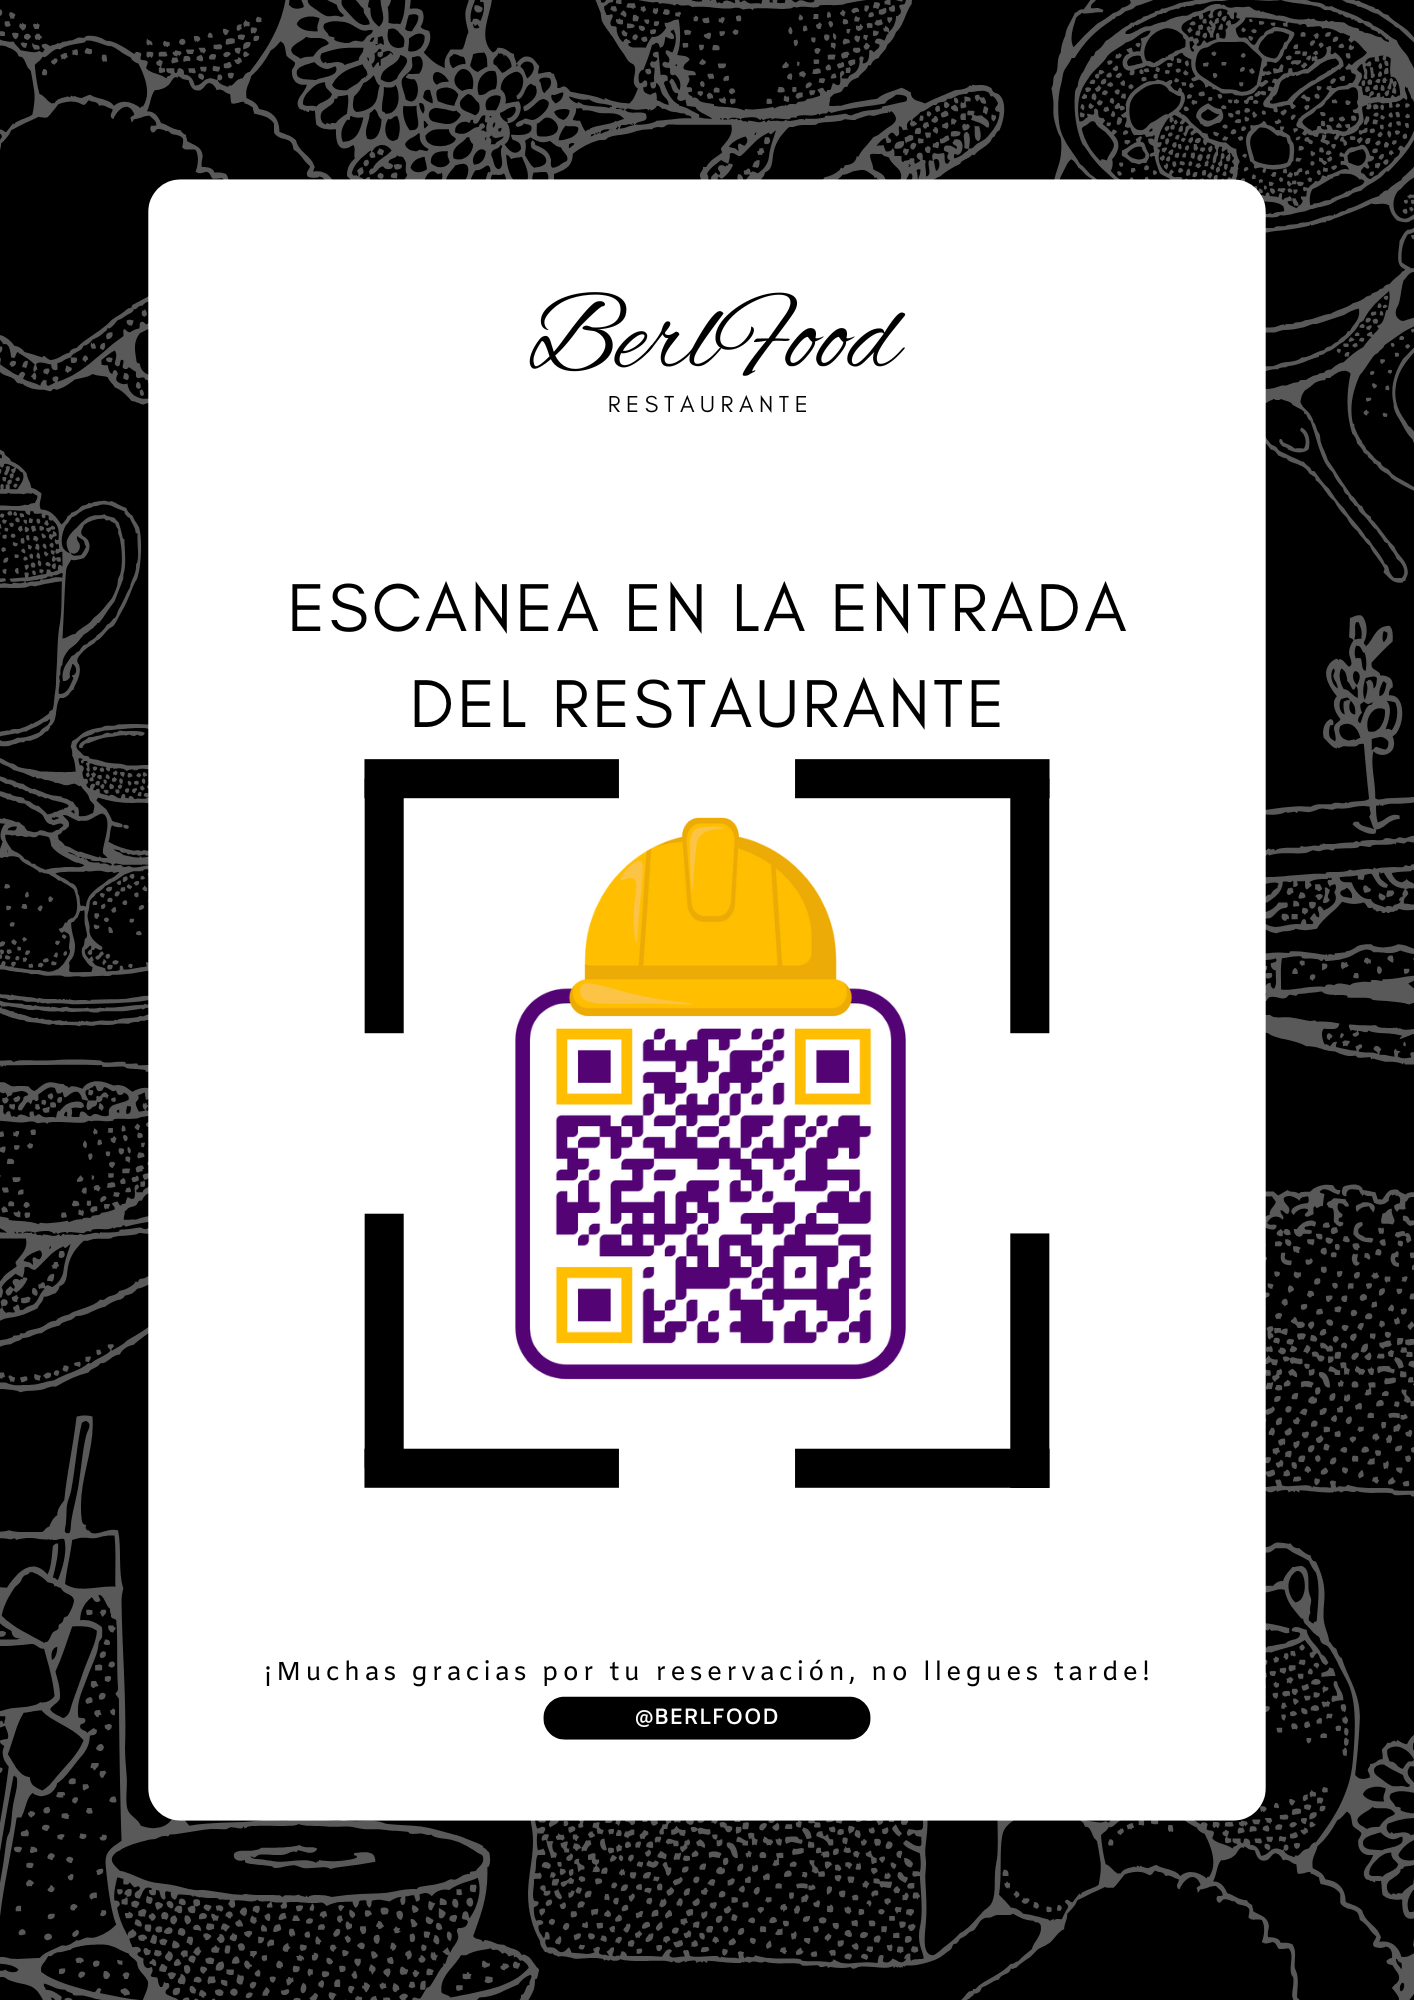 BerlFood
RESTAURANTE
ESCANEA EN LA ENTRADA
DEL RESTAURANTE
¡Muchas gracias por tu reservación, no llegues tarde!
@BERLFOOD